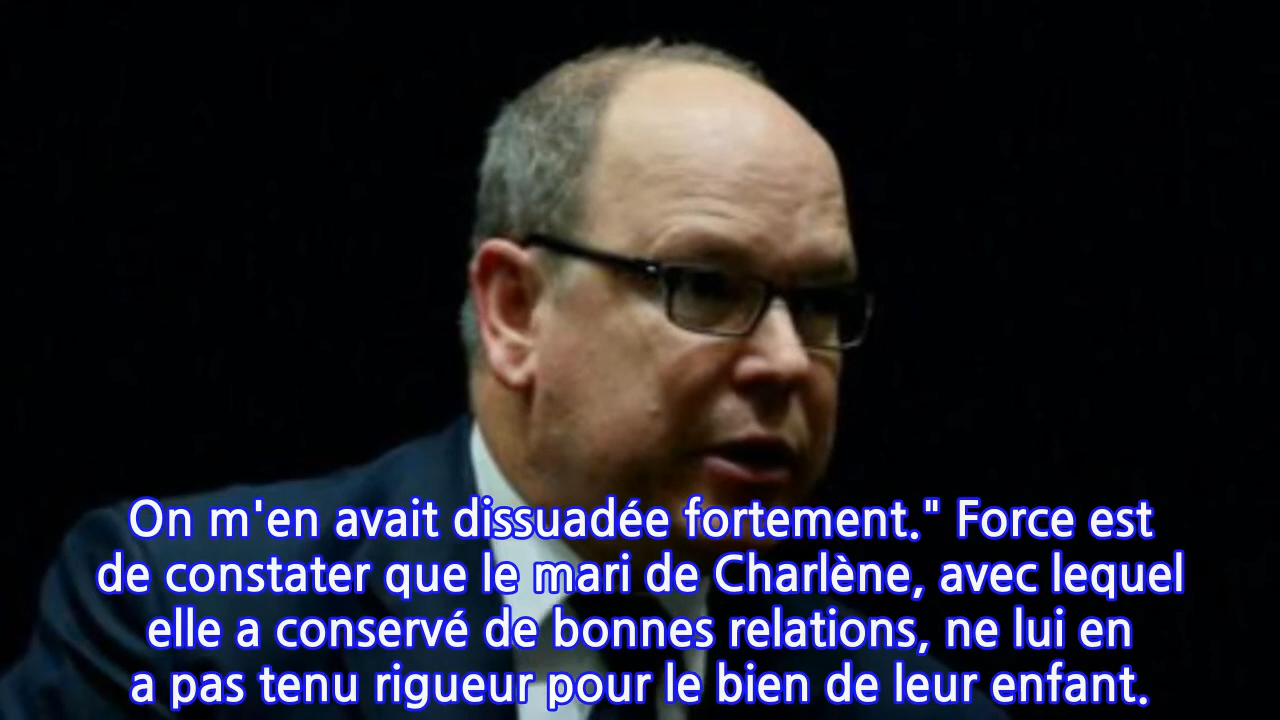 On m'en avait dissuadée fortement." Force est
de constater que le mari de Charlène, avec lequel
elle a conservé de bonnes relations, ne lui en
a pas tenu rigueur pour le bien de leur enfant.